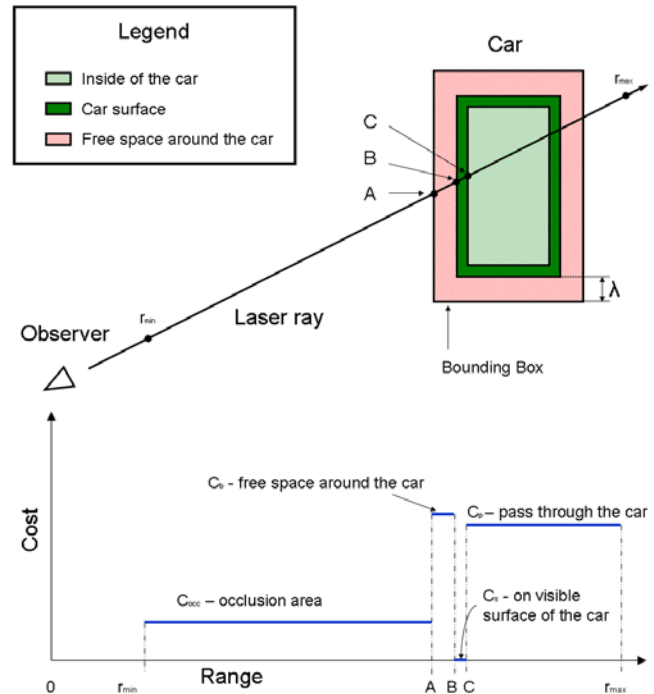 Legend
Inside of the car
Car surface
Free space around the car
Car
rmax
C
B
A
λ
rmin
Laser ray
Observer
Bounding Box
Cost
Cb - free space around the car
Cp – pass through the car
Cocc – occlusion area
Cs - on visible
surface of the car
0
rmin
Range
A
B
C
rmax